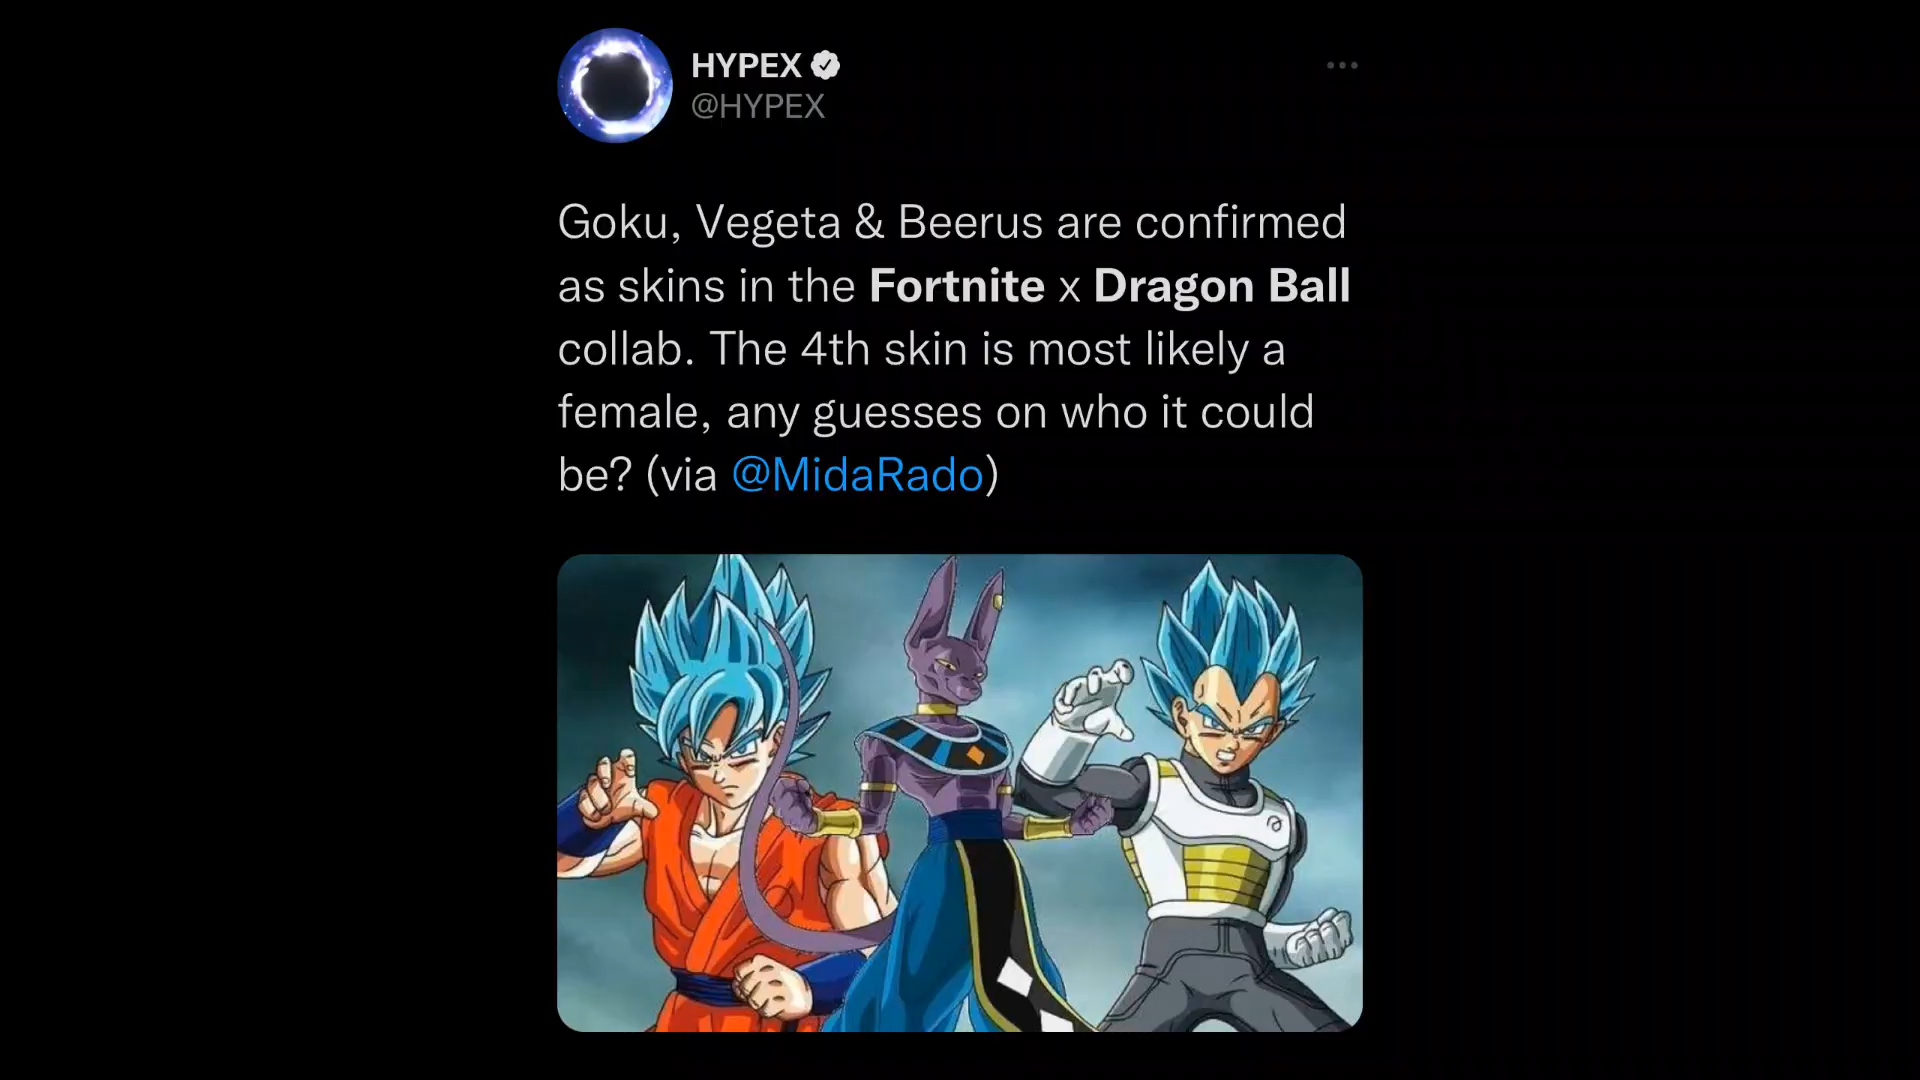 HYPEX
@HYPEX
Goku, Vegeta & Beerus are confirmed
as skins in the Fortnite x Dragon Ball
collab. The 4th skin is most likely a
female, any guesses on who it could
be? (via @MidaRado)